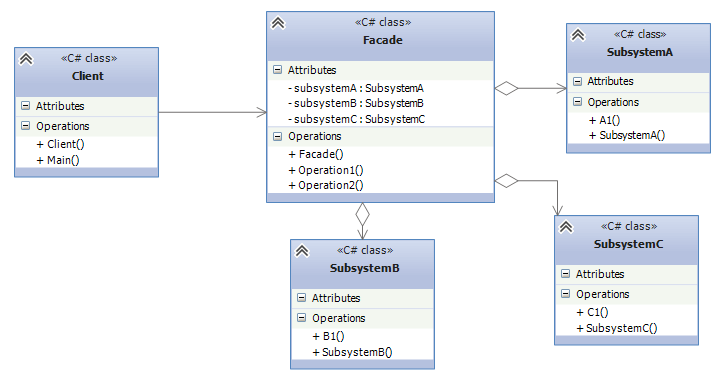 «C# class»
Client
Attributes
Operations
+ Client()
+ Main()
«C# class»
Facade
Attributes
- subsystemA : SubsystemA
- subsystemB : SubsystemB
- subsystemC : SubsystemC
Operations
+ Facade()
+ Operation1()
+ Operation2()
«C# class»
SubsystemA
Attributes
Operations
+ A1()
+ SubsystemA()
«C# class»
SubsystemB
Attributes
Operations
+ B1()
+ SubsystemB()
«C# class»
SubsystemC
Attributes
Operations
+ C1()
+ SubsystemC()